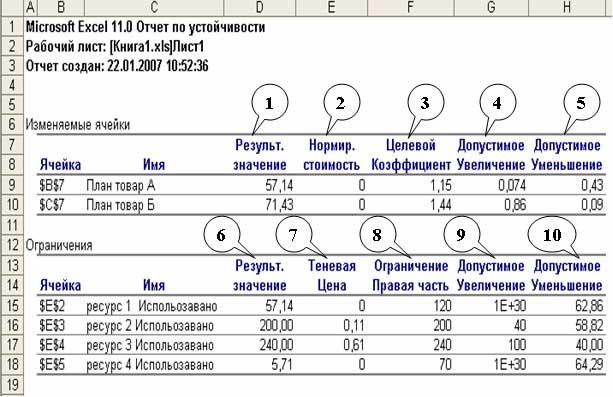 A B C D E F G H
1 Microsoft Excel 11.0 Отчет по устойчивости
2 Рабочий лист: [Книга1.xls]Лист1
3 Отчет создан: 22.01.2007 10:52:36
4
5 1 2 3 4 5
6 Изменяемые ячейки
7 Результ. Нормир. Целевой Допустимое Допустимое
8 Ячейка Имя значение стоимость Коэффициент Увеличение Уменьшение
9 $B$7 План товар А 57,14 0 1,15 0,074 0,43
10 $C$7 План товар Б 71,43 0 1,44 0,86 0,09
11 6 7 8 9 10
12 Ограничения
13 Результ. Теневая Ограничение Допустимое Допустимое
14 Ячейка Имя значение Цена Правая часть Увеличение Уменьшение
15 $E$2 ресурс 1 Использовано 57,14 0 120 1E+30 62,86
16 $E$3 ресурс 2 Использовано 200,00 0,11 200 40 58,82
17 $E$4 ресурс 3 Использовано 240,00 0,61 240 100 40,00
18 $E$5 ресурс 4 Использовано 5,71 0 70 1E+30 64,29
19